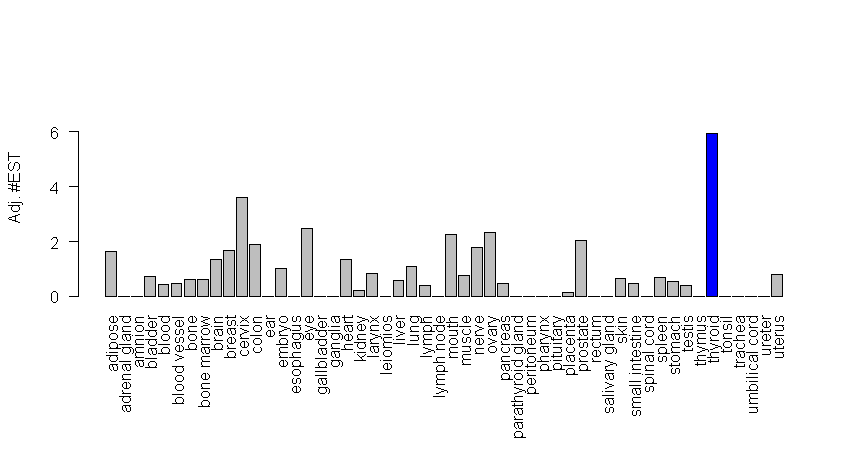 Adj. #EST
6
4
2
0
adipose
adrenal gland
amnion
bladder
blood
blood vessel
bone
bone marrow
brain
breast
cervix
colon
ear
embryo
esophagus
eye
gallbladder
ganglia
heart
kidney
larynx
leiomios
liver
lung
lymph
lymph node
mouth
muscle
nerve
ovary
pancreas
parathyroid gland
peritoneum
pharynx
pituitary
placenta
prostate
rectum
salivary gland
skin
small intestine
spinal cord
spleen
stomach
testis
thymus
thyroid
tonsil
trachea
umbilical cord
ureter
uterus